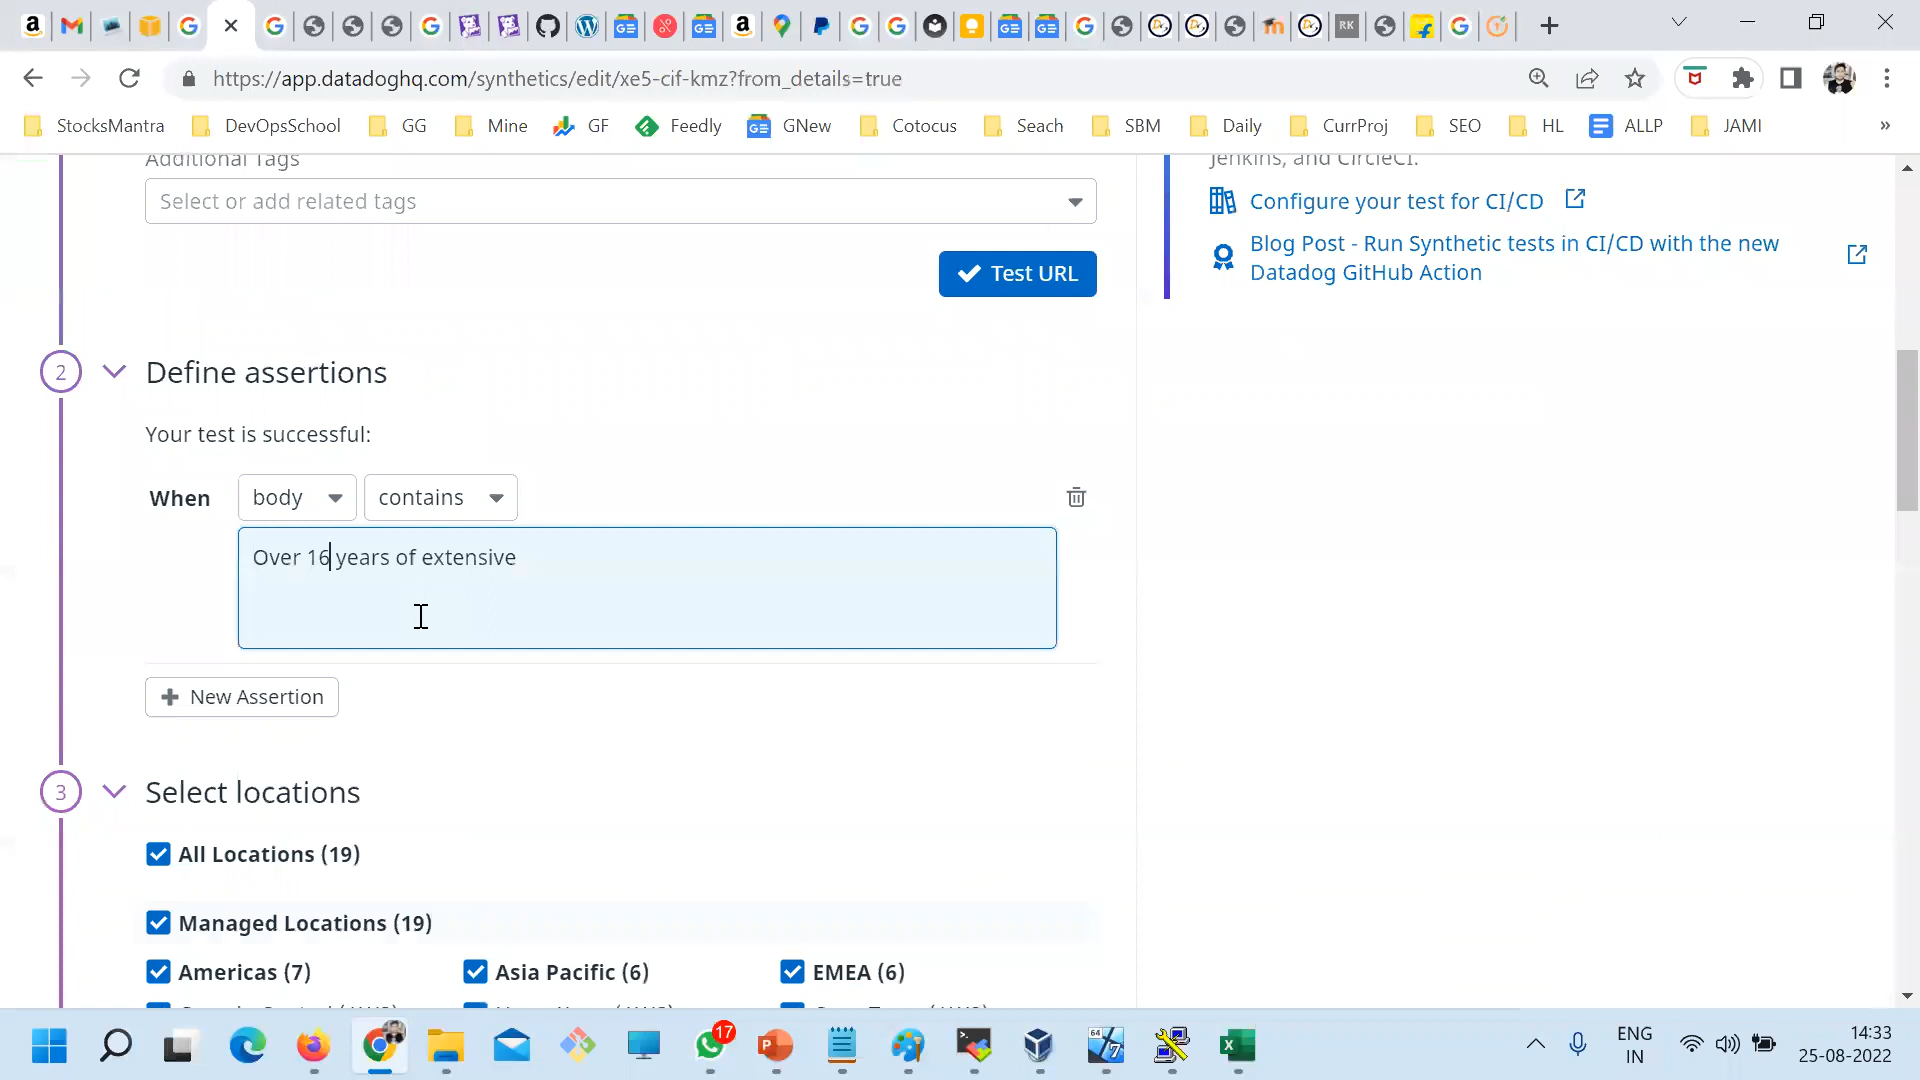 https://app.datadoghq.com/synthetics/edit/xe5-cif-kmz?from_details=true
StocksMantra DevOpsSchool GG Mine GF Feedly GNew Cotocus Seach SBM Daily CurrProj SEO HL ALLP JAMI »
Additional Tags
Select or add related tags
Test URL
Jenkins, and CircleCI.
Configure your test for CI/CD
Blog Post - Run Synthetic tests in CI/CD with the new
Datadog GitHub Action
2 Define assertions
Your test is successful:
When body contains
Over 16 years of extensive
+ New Assertion
3 Select locations
All Locations (19)
Managed Locations (19)
Americas (7) Asia Pacific (6) EMEA (6)
17
64
7
ENG
IN
14:33
25-08-2022